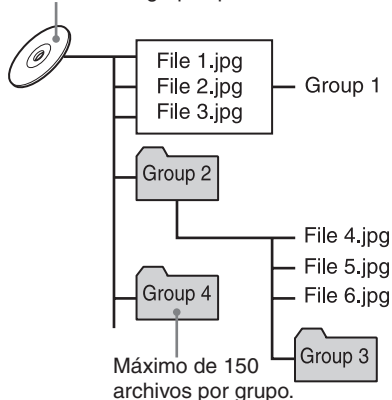 File 1.jpg
File 2.jpg
File 3.jpg
Group 1
Group 2
File 4.jpg
File 5.jpg
File 6.jpg
Group 4
Group 3
Máximo de 150
archivos por grupo.